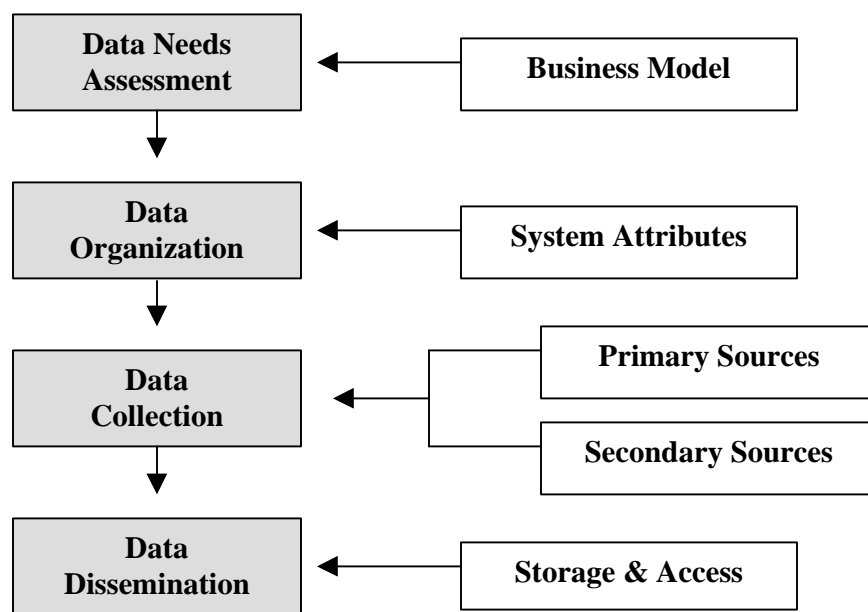 Data Needs
Assessment
Business Model
Data
Organization
System Attributes
Data
Collection
Primary Sources
Secondary Sources
Data
Dissemination
Storage & Access